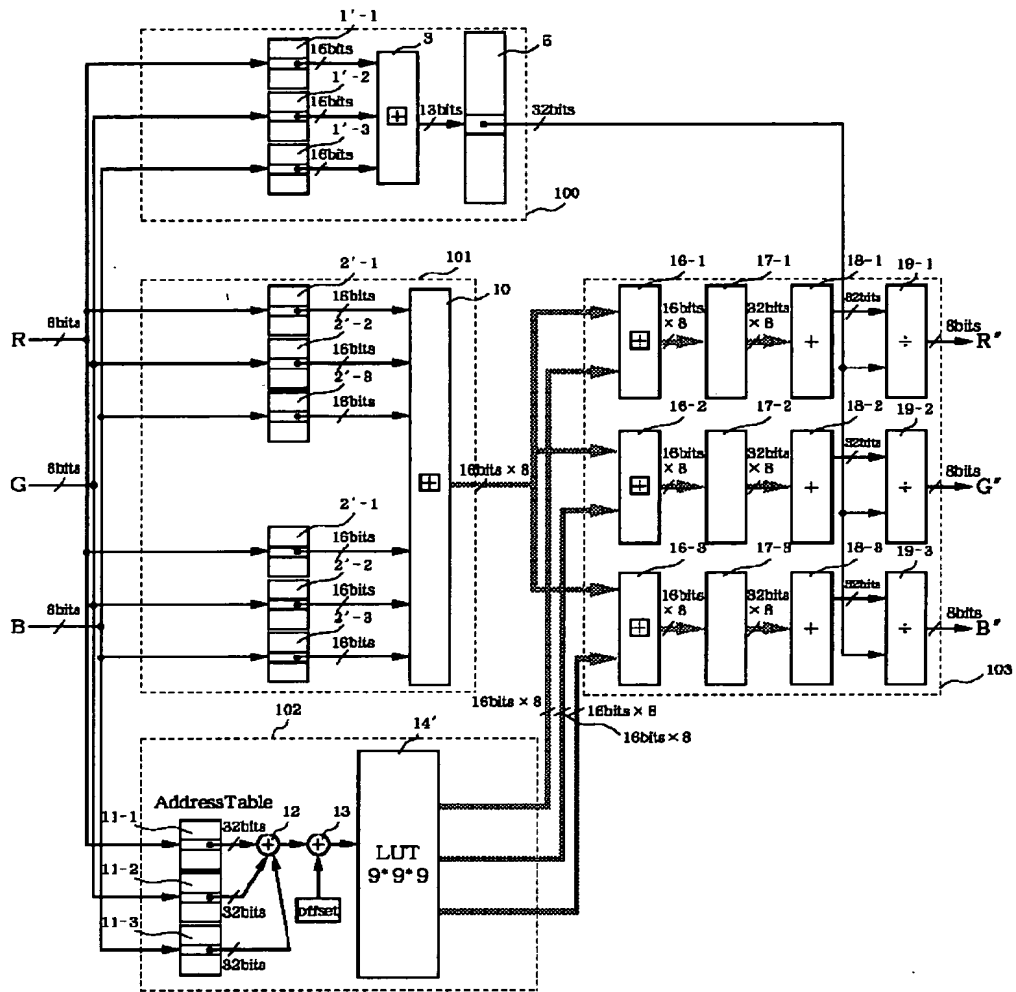 1'-1
3
6
16bits
1'-2
16bits
13bits
32bits
1'-3
16bits
100
2'-1
101
10
16bits
2'-2
16bits
2'-3
16bits
R
8bits
G
8bits
B
8bits
16bits × 8
2'-1
16bits
2'-2
16bits
2'-3
16bits
16-1
17-1
18-1
19-1
16bits × 8
32bits × 8
32bits
÷
8bits
R″
16-2
17-2
18-2
19-2
16bits × 8
32bits × 8
32bits
÷
8bits
G″
16-3
17-3
18-3
19-3
16bits × 8
32bits × 8
32bits
÷
8bits
B″
103
16bits × 8
16bits × 8
16bits × 8
102
14'
AddressTable
11-1
32bits
12
13
11-2
32bits
offset
11-3
32bits
LUT
9*9*9